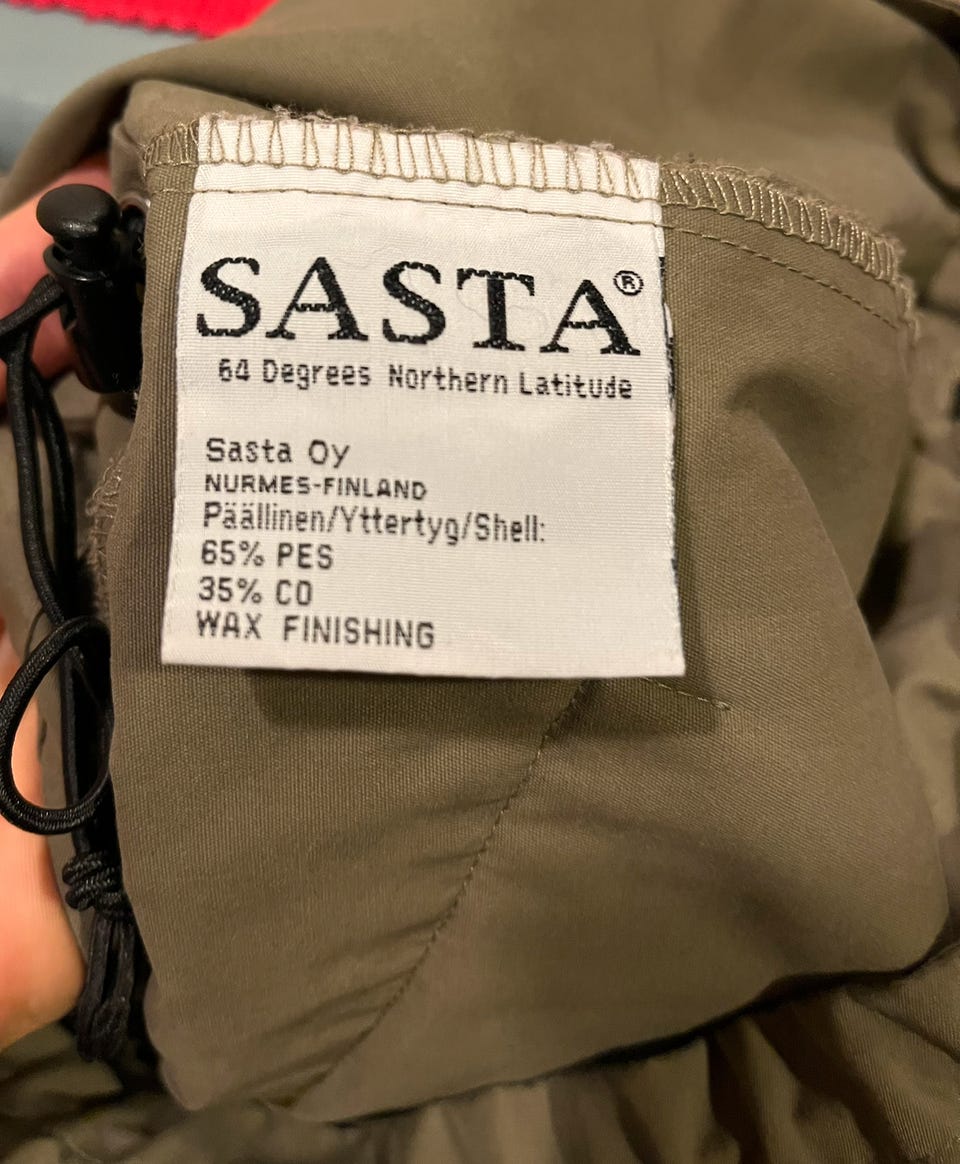 SASTA®
64 Degrees Northern Latitude
Sasta Oy
NURMES-FINLAND
Päällinen/Yttertyg/Shell:
65% PES
35% CO
WAX FINISHING